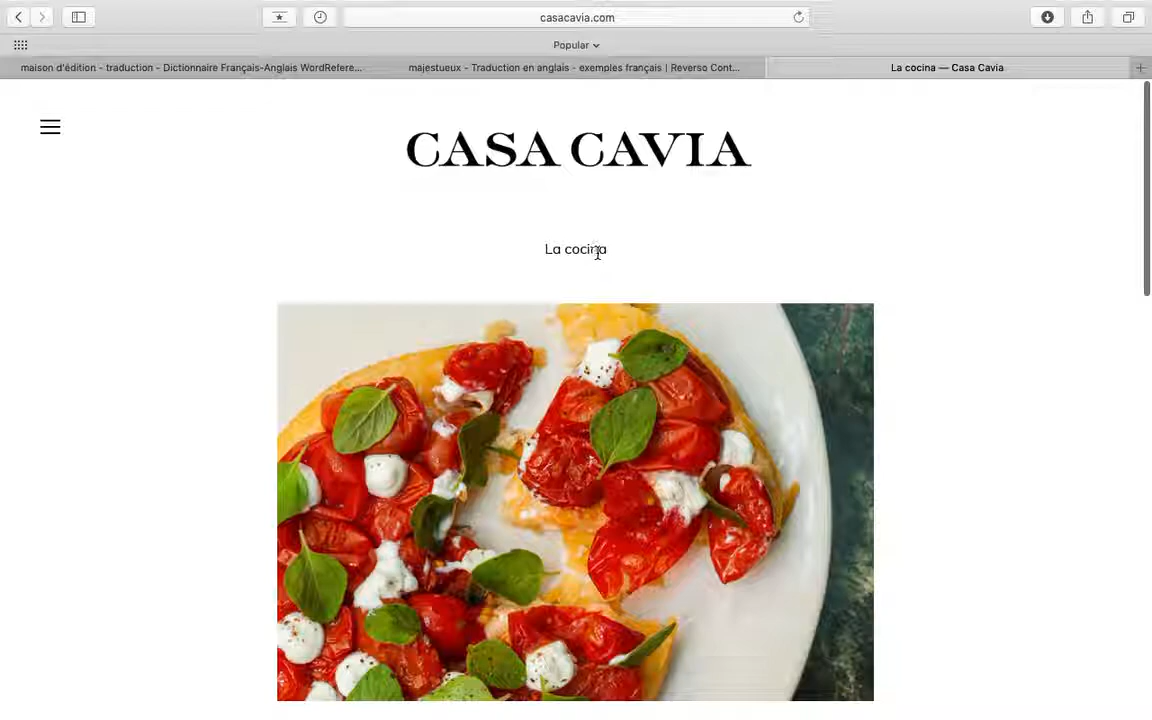 casacavia.com
Popular
maison d'édition - traduction - Dictionnaire Français-Anglais WordRefere...
majestueux - Traduction en anglais - exemples français | Reverso Cont...
La cocina — Casa Cavia
CASA CAVIA
La cocina